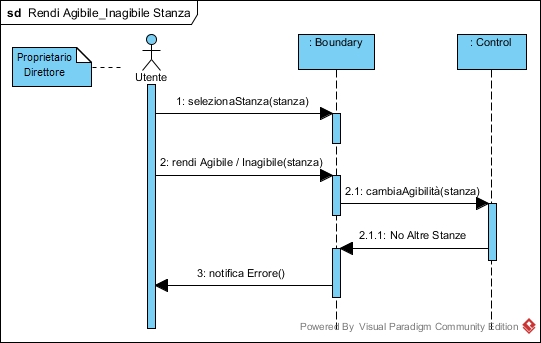 sd Rendi Agibile_Inagibile Stanza
: Boundary
: Control
Proprietario
Direttore
Utente
1: selezionaStanza(stanza)
2: rendi Agibile / Inagibile(stanza)
2.1: cambiaAgibilità(stanza)
2.1.1: No Altre Stanze
3: notifica Errore()
Powered By Visual Paradigm Community Edition